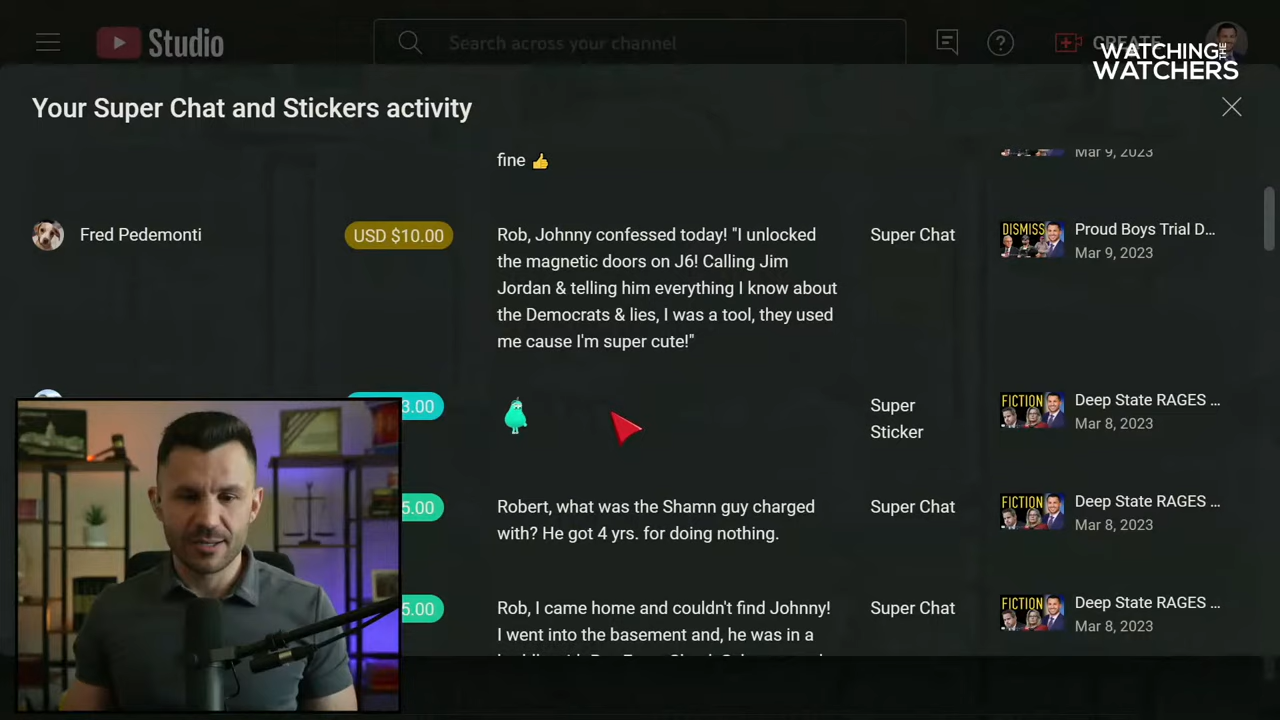 Studio
Search across your channel
CREATE
WATCHING THE
WATCHERS
Your Super Chat and Stickers activity
fine 👍
Mar 9, 2023
Fred Pedemonti
USD $10.00
Rob, Johnny confessed today! "I unlocked
the magnetic doors on J6! Calling Jim
Jordan & telling him everything I know about
the Democrats & lies, I was a tool, they used
me cause I'm super cute!"
Super Chat
DISMISS
Proud Boys Trial D...
Mar 9, 2023
3.00
Super
Sticker
FICTION
Deep State RAGES ...
Mar 8, 2023
5.00
Robert, what was the Shamn guy charged
with? He got 4 yrs. for doing nothing.
Super Chat
FICTION
Deep State RAGES ...
Mar 8, 2023
5.00
Rob, I came home and couldn't find Johnny!
I went into the basement and, he was in a
Super Chat
FICTION
Deep State RAGES ...
Mar 8, 2023